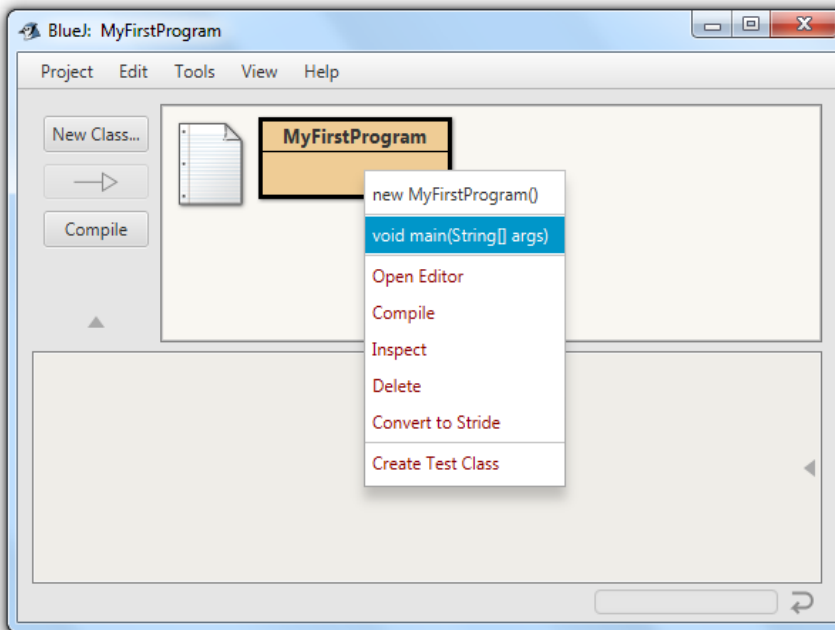 BlueJ: MyFirstProgram
Project Edit Tools View Help
New Class...
Compile
MyFirstProgram
new MyFirstProgram()
void main(String[] args)
Open Editor
Compile
Inspect
Delete
Convert to Stride
Create Test Class